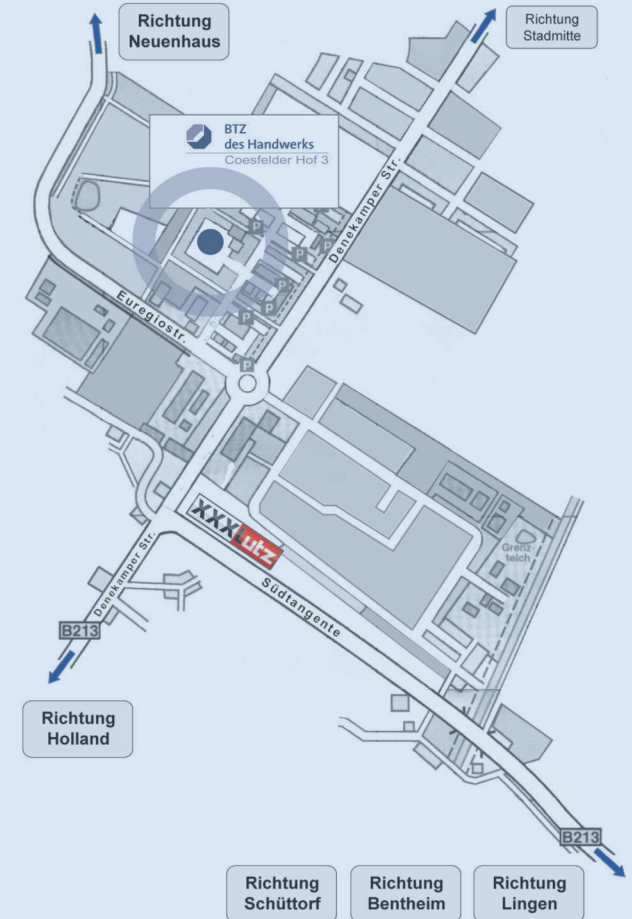 Richtung
Neuenhaus
Richtung
Stadmitte
BTZ
des Handwerks
Coesfelder Hof 3
Denekamper Str.
P
P
P
P
P
P
P
P
Euregiostr.
XXXLutz
Grenz-
teich
Denekamper Str.
Südtangente
B213
Richtung
Holland
B213
Richtung
Schüttorf
Richtung
Bentheim
Richtung
Lingen